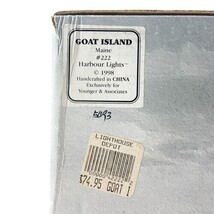 GOAT ISLAND
Maine
#222
Harbour Lights™
© 1998
Handcrafted in CHINA
Exclusively for
Younger & Associates
LIGHTHOUSE
DEPOT
$74.95 GOAT I